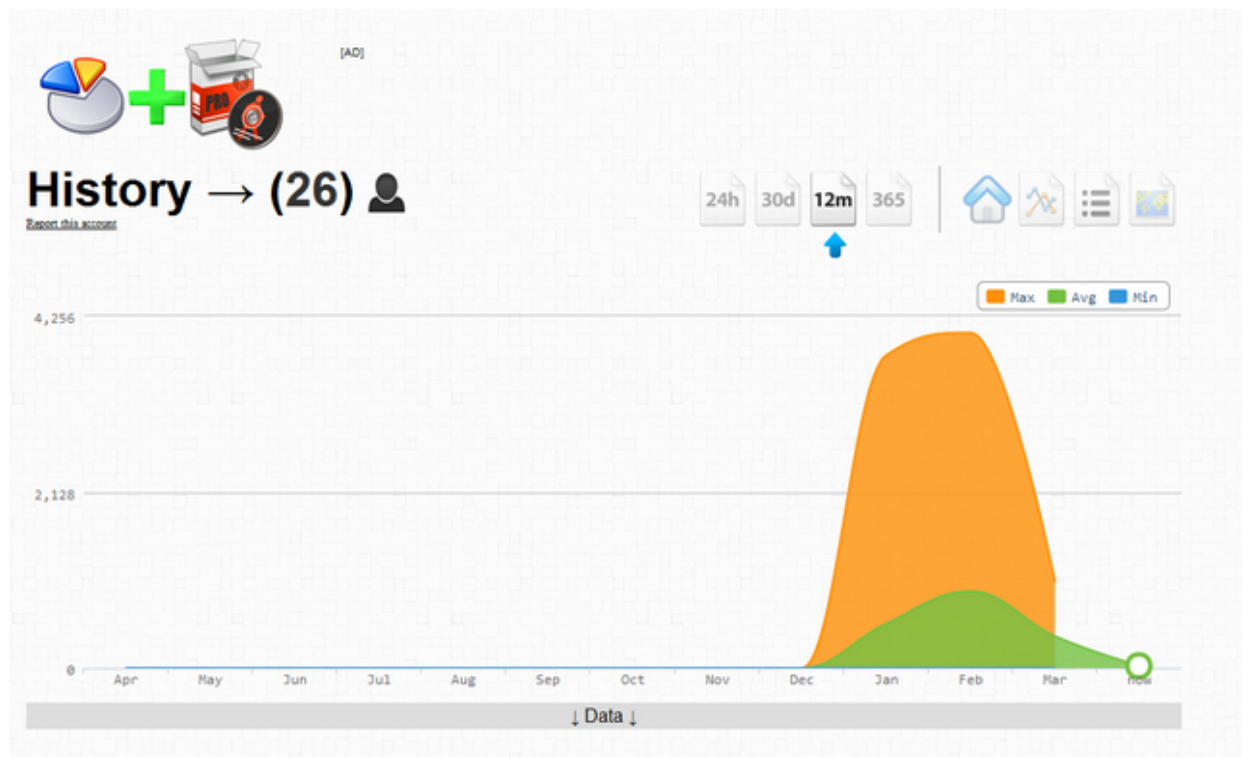 [AD]
PRO
History → (26)
Report this account
24h 30d 12m 365
Max Avg Min
4,256
2,128
0
Apr May Jun Jul Aug Sep Oct Nov Dec Jan Feb Mar now
↓ Data ↓